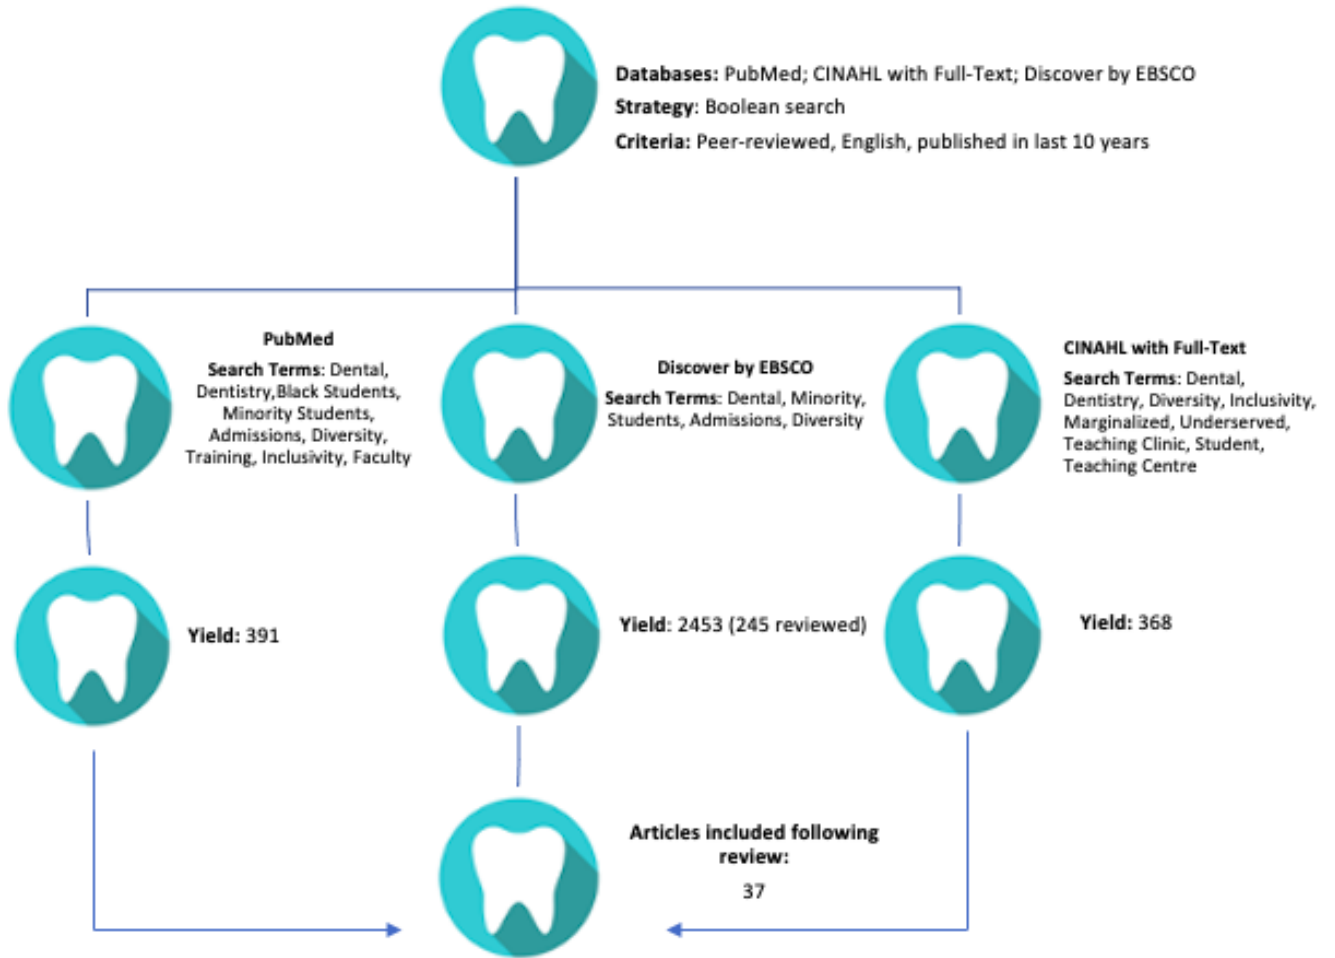 Databases: PubMed; CINAHL with Full-Text; Discover by EBSCO
Strategy: Boolean search
Criteria: Peer-reviewed, English, published in last 10 years
PubMed
Search Terms: Dental,
Dentistry,Black Students,
Minority Students,
Admissions, Diversity,
Training, Inclusivity, Faculty
Discover by EBSCO
Search Terms: Dental, Minority,
Students, Admissions, Diversity
CINAHL with Full-Text
Search Terms: Dental,
Dentistry, Diversity, Inclusivity,
Marginalized, Underserved,
Teaching Clinic, Student,
Teaching Centre
Yield: 391
Yield: 2453 (245 reviewed)
Yield: 368
Articles included following
review:
37